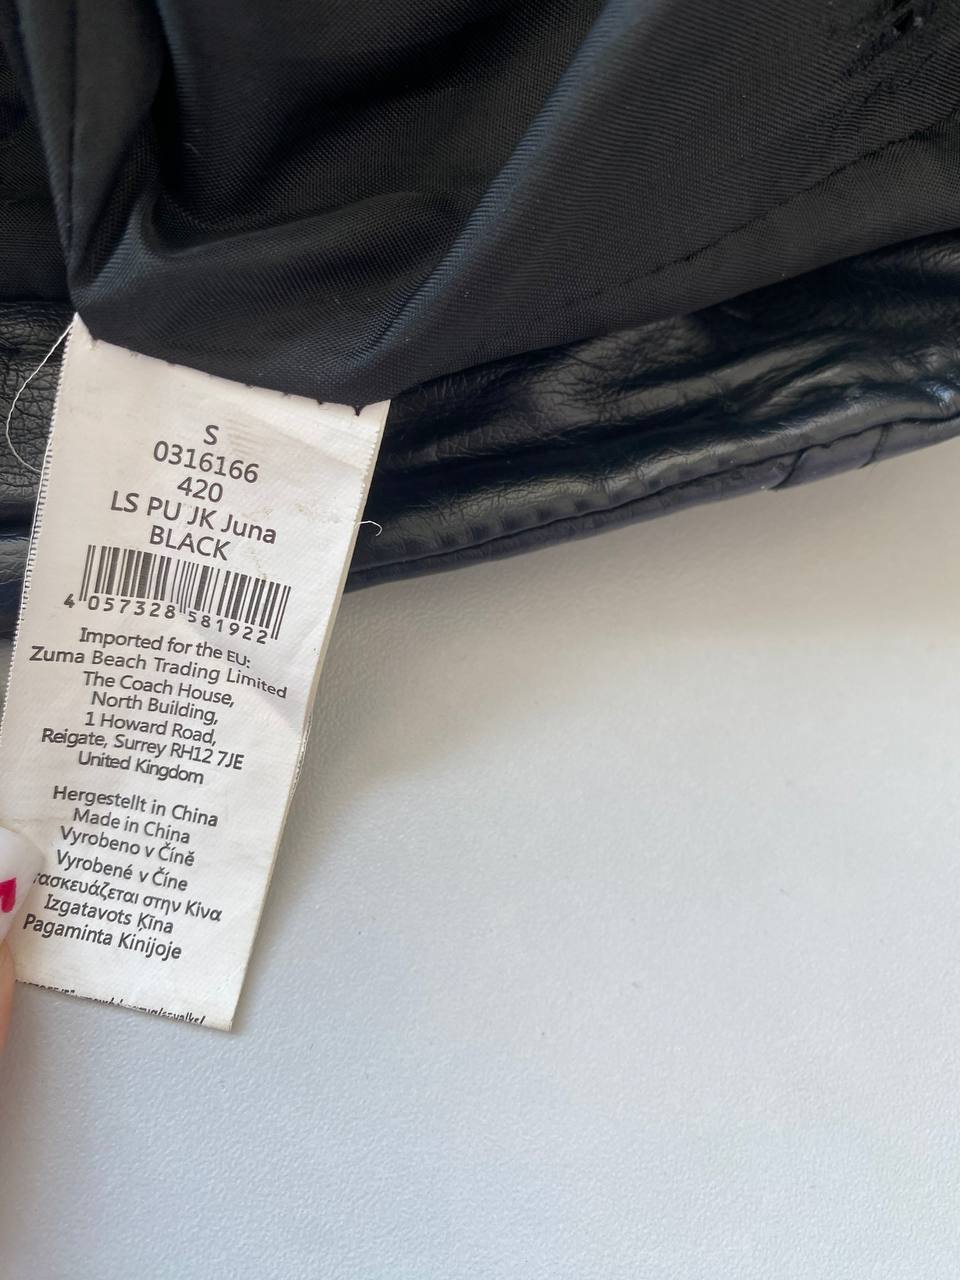 S
0316166
420
LS PU JK Juna
BLACK
4 057328 581922
Imported for the EU:
Zuma Beach Trading Limited
The Coach House,
North Building,
1 Howard Road,
Reigate, Surrey RH12 7JE
United Kingdom
Hergestellt in China
Made in China
Vyrobeno v Číně
Vyrobené v Číne
στην Κίνα
Izgatavots Ķīna
Pagaminta Kinijoje